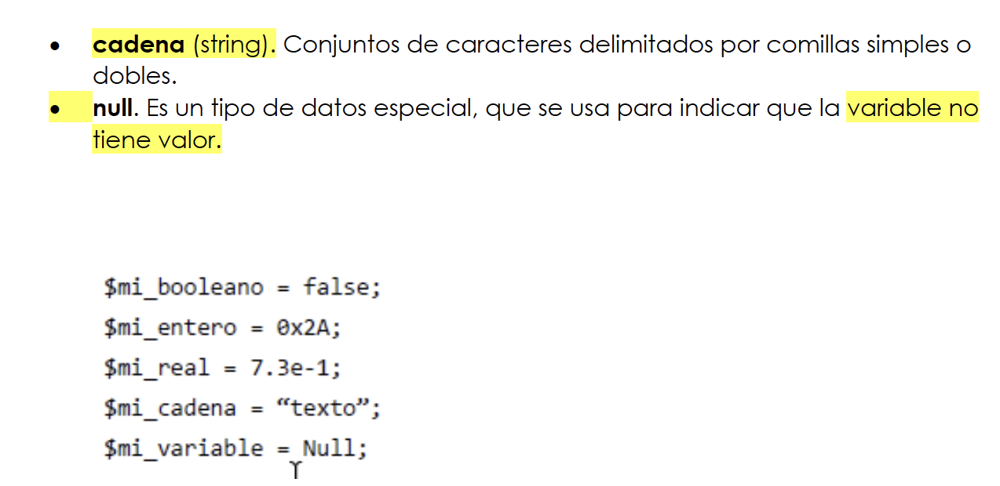 • cadena (string). Conjuntos de caracteres delimitados por comillas simples o
dobles.
• null. Es un tipo de datos especial, que se usa para indicar que la variable no
tiene valor.
$mi_booleano = false;
$mi_entero = 0x2A;
$mi_real = 7.3e-1;
$mi_cadena = “texto”;
$mi_variable = Null;